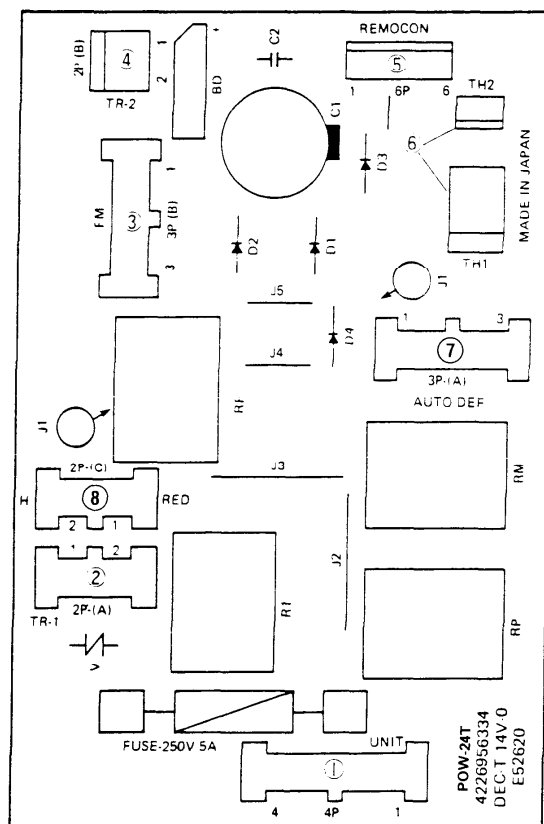 REMOCON
C2
2P (B)
④
1
2
+
BD
TR-2
⑤
1 6P 6
TH2
C1
D3
6
MADE IN JAPAN
FM
③
1
3P (B)
3
D2
D1
TH1
J1
J5
D4
1 3
⑦
3P-(A)
AUTO DEF
J4
J1
J3
2P-(C)
H
⑧
RED
2 1
RM
1 2
②
2P-(A)
TR-1
J2
RP
V
FUSE-250V 5A
UNIT
①
4 4P 1
POW-24T
4226956334
DEC-T 14V-0
E52620